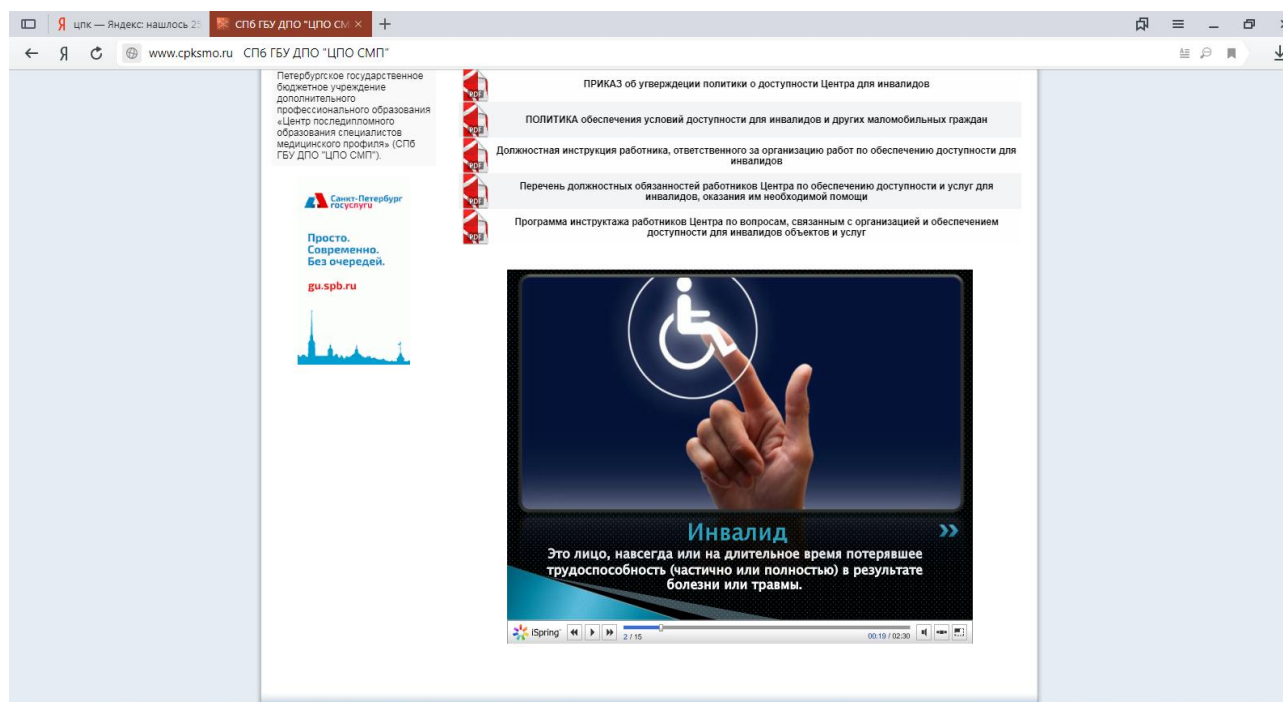 Я цпк — Яндекс: нашлось 25
СПб ГБУ ДПО "ЦПО СМ
www.cpksmo.ru СПб ГБУ ДПО "ЦПО СМП"
Петербургское государственное
бюджетное учреждение
дополнительного
профессионального образования
«Центр последипломного
образования специалистов
медицинского профиля» (СПб
ГБУ ДПО "ЦПО СМП").
Санкт-Петербург
госуслуги
Просто.
Современно.
Без очередей.
gu.spb.ru
PDF
ПРИКАЗ об утверждеции политики о доступности Центра для инвалидов
PDF
ПОЛИТИКА обеспечения условий доступности для инвалидов и других маломобильных граждан
PDF
Должностная инструкция работника, ответственного за организацию работ по обеспечению доступности для
инвалидов
PDF
Перечень должностных обязанностей работников Центра по обеспечению доступности и услуг для
инвалидов, оказания им необходимой помощи
PDF
Программа инструктажа работников Центра по вопросам, связанным с организацией и обеспечением
доступности для инвалидов объектов и услуг
Инвалид
Это лицо, навсегда или на длительное время потерявшее
трудоспособность (частично или полностью) в результате
болезни или травмы.
iSpring 2 / 15 00:19 / 02:30